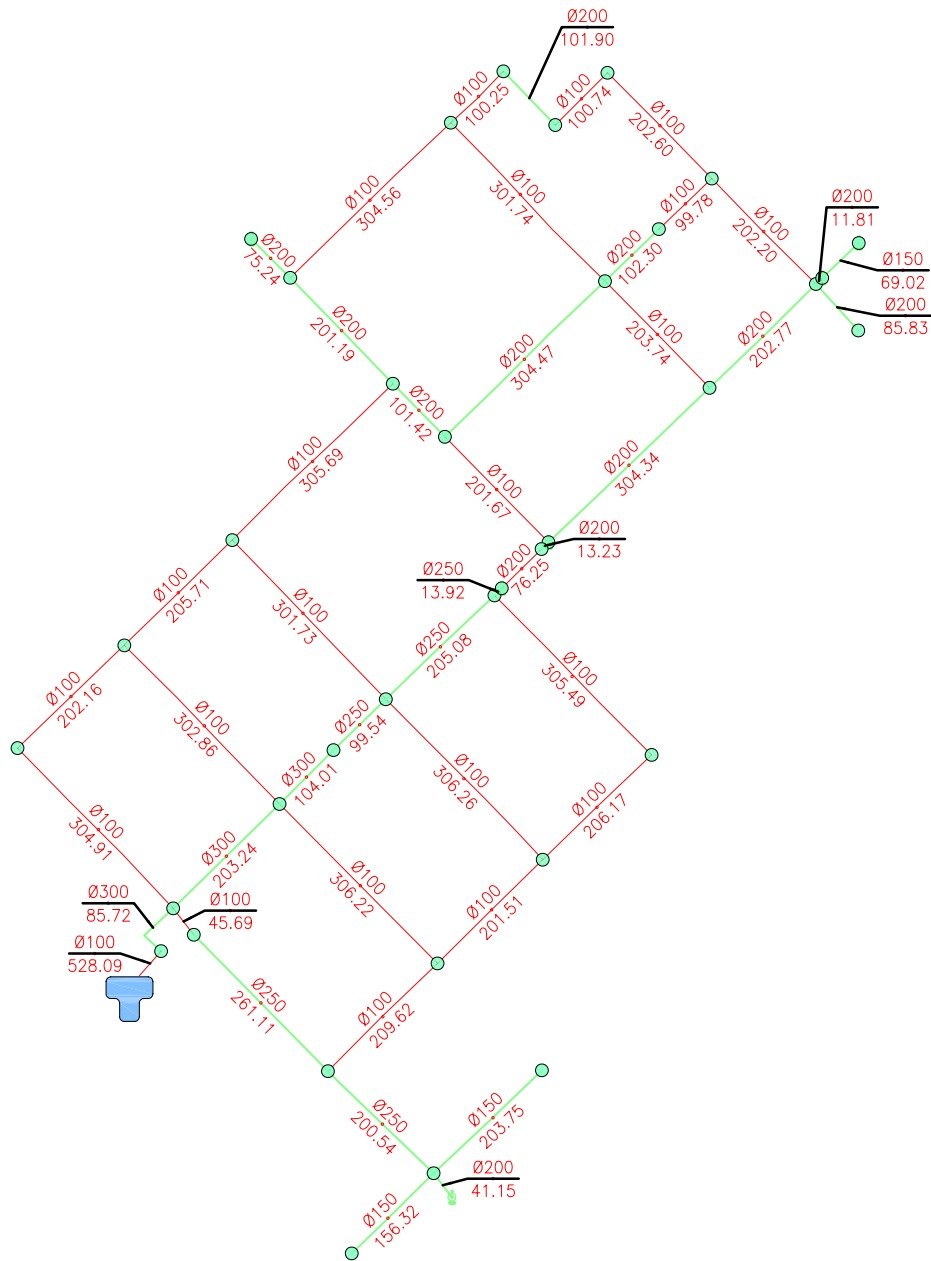 Ø200
101.90
Ø100
100.25
Ø100
100.74
Ø100
202.60
Ø100
304.56
Ø100
301.74
Ø100
99.78
Ø100
202.20
Ø200
11.81
Ø200
75.24
Ø200
102.30
Ø150
69.02
Ø200
85.83
Ø200
201.19
Ø200
304.47
Ø100
203.74
Ø200
202.77
Ø200
101.42
Ø100
305.69
Ø100
201.67
Ø200
304.34
Ø200
13.23
Ø200
76.25
Ø250
13.92
Ø100
205.71
Ø100
301.73
Ø250
205.08
Ø100
305.49
Ø100
202.16
Ø100
302.86
Ø250
99.54
Ø300
104.01
Ø100
306.26
Ø100
206.17
Ø100
304.91
Ø300
203.24
Ø100
306.22
Ø100
201.51
Ø300
85.72
Ø100
45.69
Ø100
528.09
Ø250
261.11
Ø100
209.62
Ø250
200.54
Ø150
203.75
Ø200
41.15
Ø150
156.32